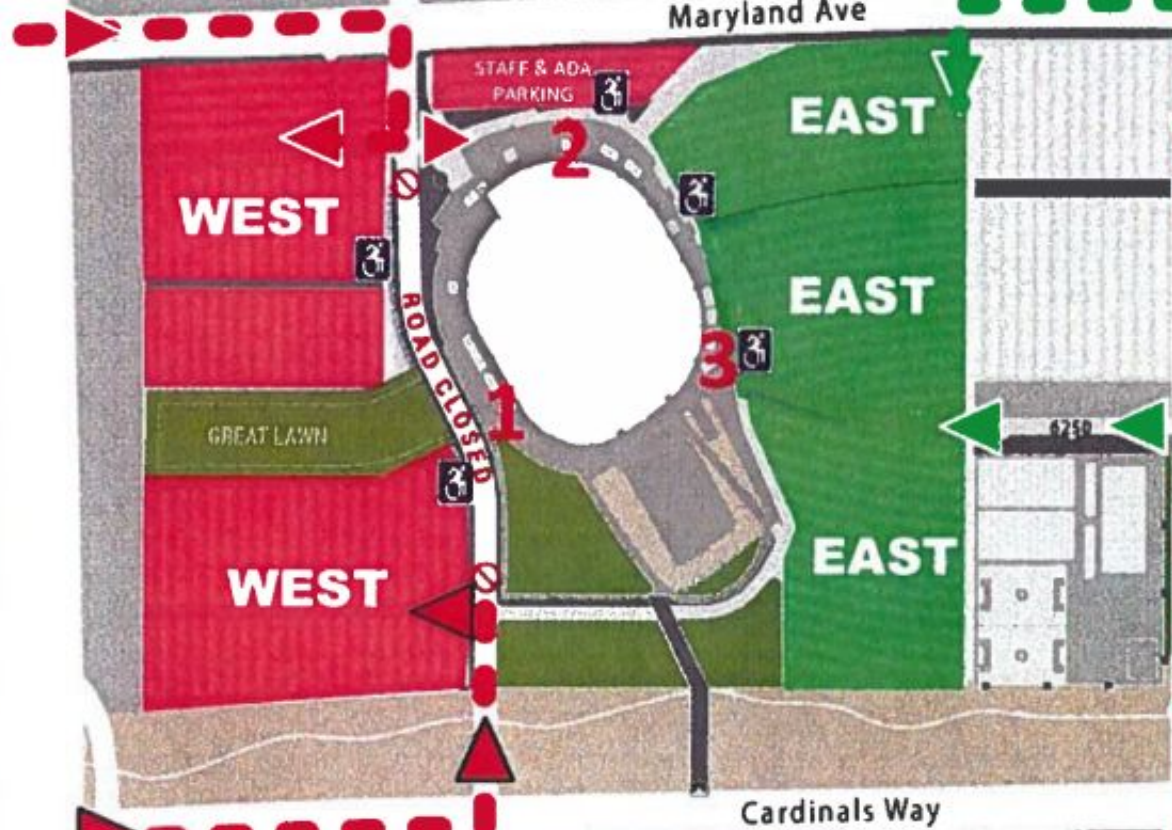 Maryland Ave
STAFF & ADA
PARKING
2
EAST
WEST
EAST
ROAD CLOSED
3
1
GREAT LAWN
6250
EAST
WEST
Cardinals Way